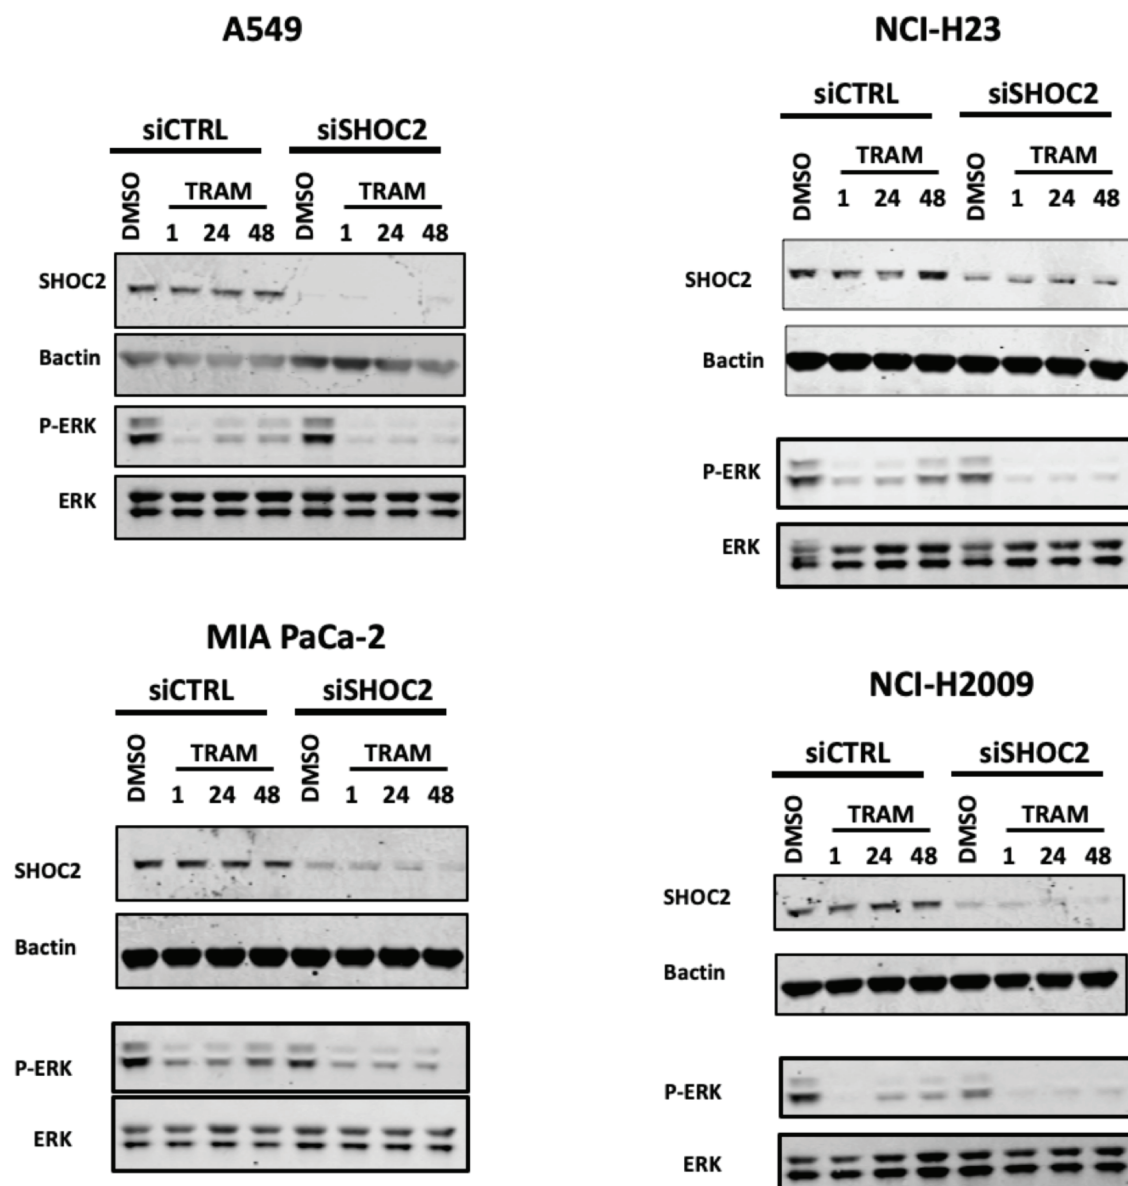 A549
siCTRL siSHOC2
DMSO TRAM DMSO TRAM
1 24 48 1 24 48
SHOC2
Bactin
P-ERK
ERK
NCI-H23
siCTRL siSHOC2
DMSO TRAM DMSO TRAM
1 24 48 1 24 48
SHOC2
Bactin
P-ERK
ERK
MIA PaCa-2
siCTRL siSHOC2
DMSO TRAM DMSO TRAM
1 24 48 1 24 48
SHOC2
Bactin
P-ERK
ERK
NCI-H2009
siCTRL siSHOC2
DMSO TRAM DMSO TRAM
1 24 48 1 24 48
SHOC2
Bactin
P-ERK
ERK